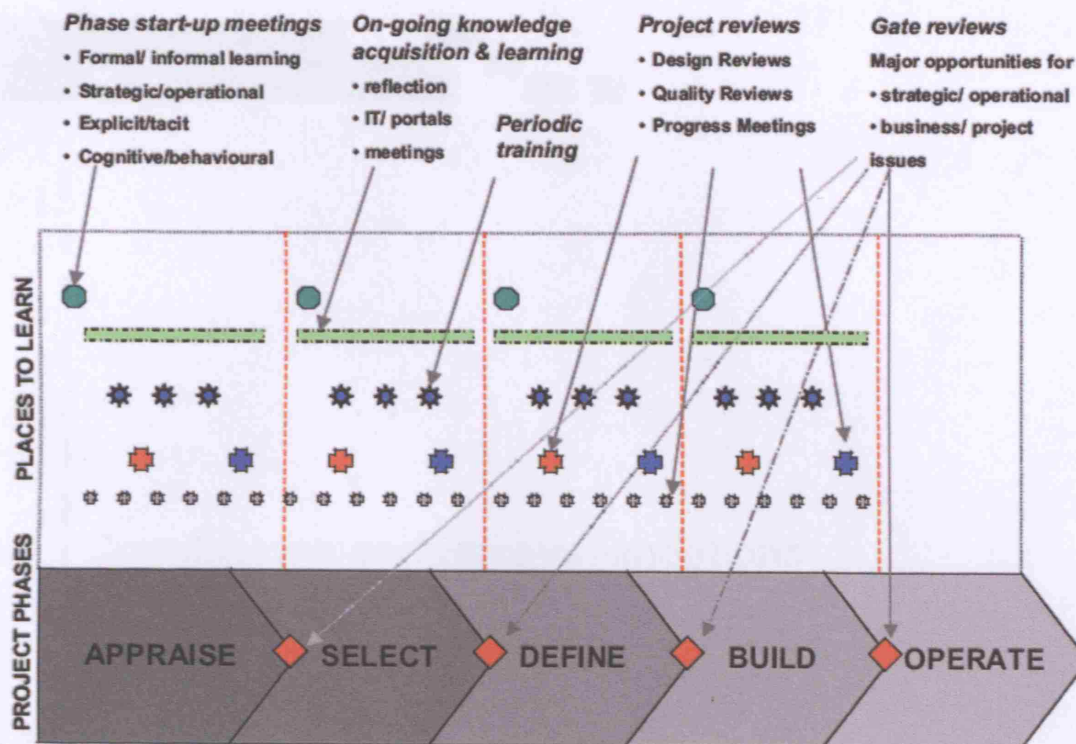 Phase start-up meetings
• Formal/ informal learning
• Strategic/operational
• Explicit/tacit
• Cognitive/behavioural
On-going knowledge
acquisition & learning
• reflection
• IT/ portals
• meetings
Periodic
training
Project reviews
• Design Reviews
• Quality Reviews
• Progress Meetings
Gate reviews
Major opportunities for
• strategic/ operational
• business/ project
issues
PLACES TO LEARN
PROJECT PHASES
APPRAISE
SELECT
DEFINE
BUILD
OPERATE